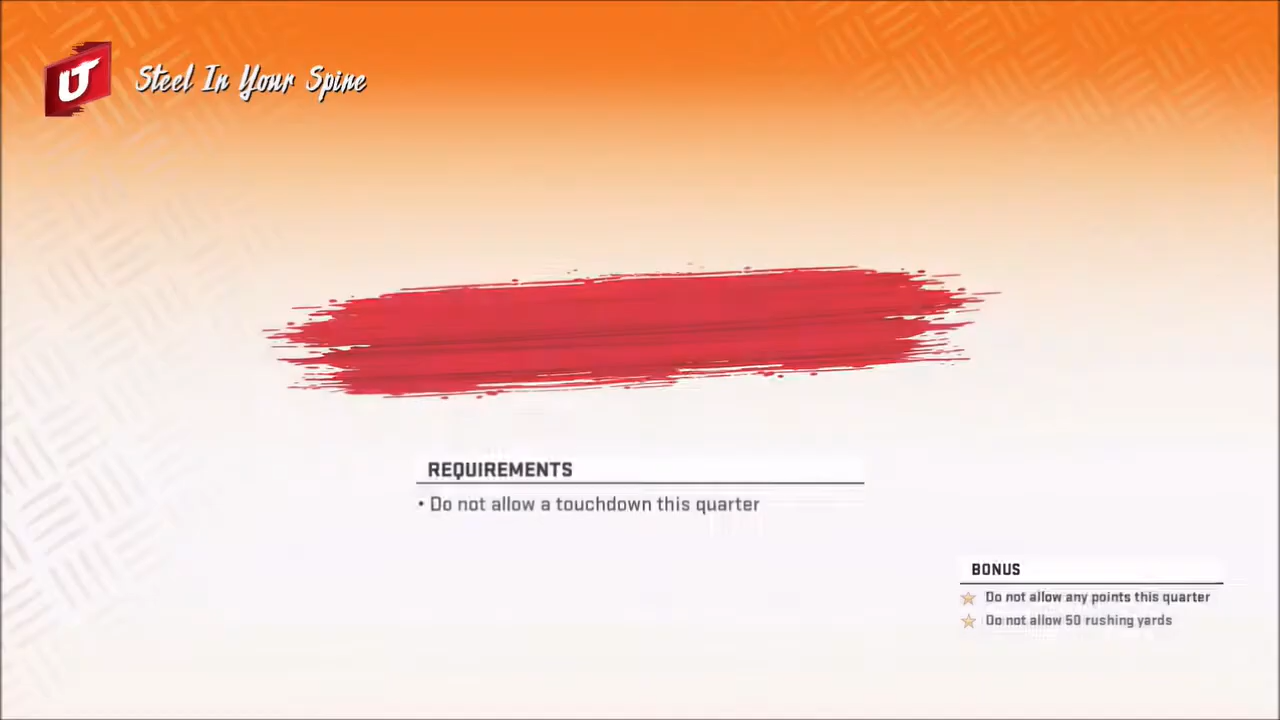 UT
Steel In Your Spine
REQUIREMENTS
• Do not allow a touchdown this quarter
BONUS
Do not allow any points this quarter
Do not allow 50 rushing yards